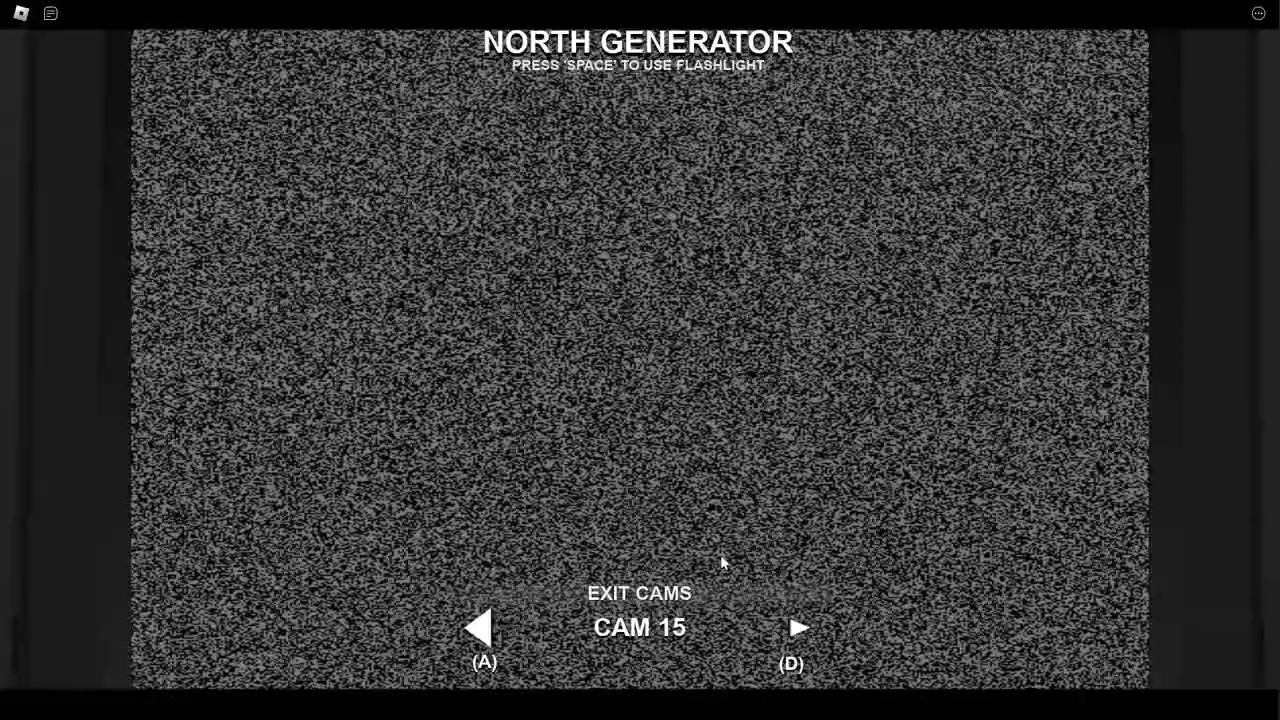 NORTH GENERATOR
PRESS 'SPACE' TO USE FLASHLIGHT
EXIT CAMS
CAM 15
(A)
(D)